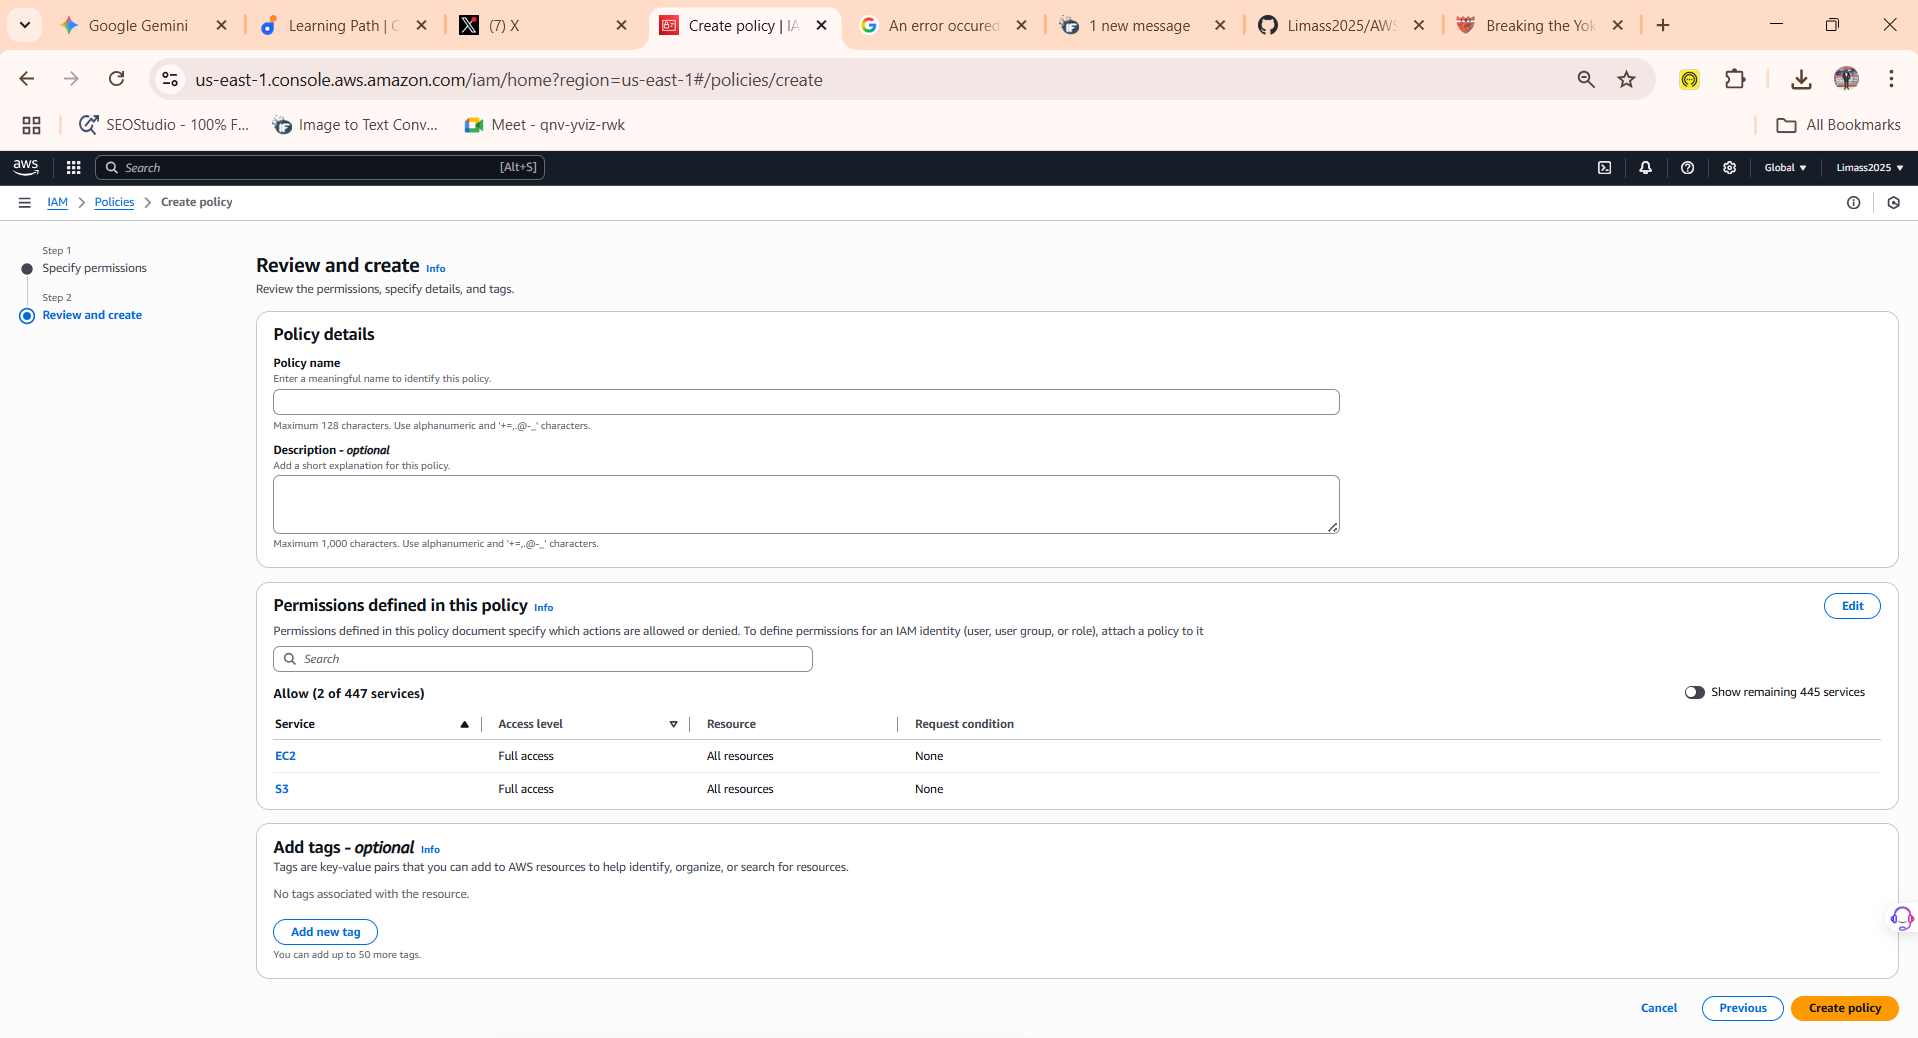 Google Gemini
Learning Path | C
(7) X
Create policy | IA
An error occured
1 new message
Limass2025/AWS
Breaking the Yok
us-east-1.console.aws.amazon.com/iam/home?region=us-east-1#/policies/create
SEOStudio - 100% F...
Image to Text Conv...
Meet - qnv-yviz-rwk
All Bookmarks
aws
Search
[Alt+S]
Global
Limass2025
IAM
Policies
Create policy
Step 1
Specify permissions
Step 2
Review and create
Review and create Info
Review the permissions, specify details, and tags.
Policy details
Policy name
Enter a meaningful name to identify this policy.
Maximum 128 characters. Use alphanumeric and '+=,.@-_' characters.
Description - optional
Add a short explanation for this policy.
Maximum 1,000 characters. Use alphanumeric and '+=,.@-_' characters.
Permissions defined in this policy Info
Edit
Permissions defined in this policy document specify which actions are allowed or denied. To define permissions for an IAM identity (user, user group, or role), attach a policy to it
Search
Allow (2 of 447 services)
Show remaining 445 services
Service Access level Resource Request condition
EC2 Full access All resources None
S3 Full access All resources None
Add tags - optional Info
Tags are key-value pairs that you can add to AWS resources to help identify, organize, or search for resources.
No tags associated with the resource.
Add new tag
You can add up to 50 more tags.
Cancel
Previous
Create policy